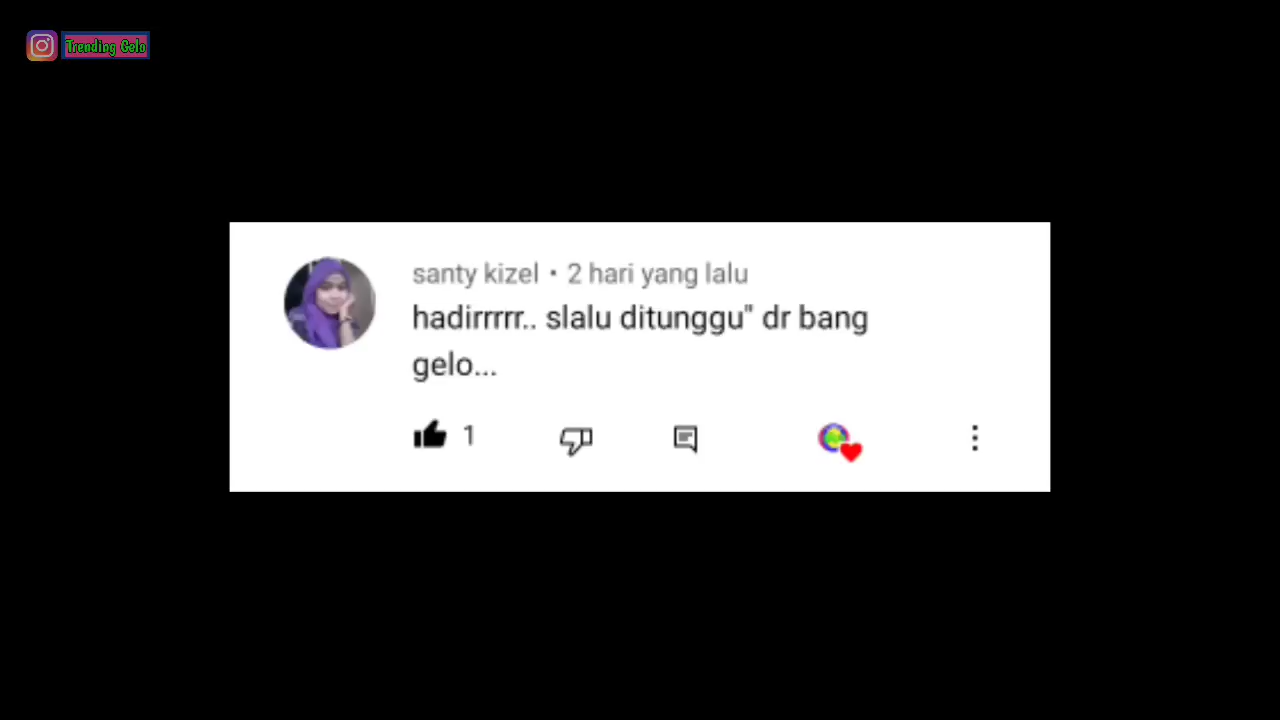 Trending Gelo
santy kizel • 2 hari yang lalu
hadirrrrr.. slalu ditunggu" dr bang
gelo...
1